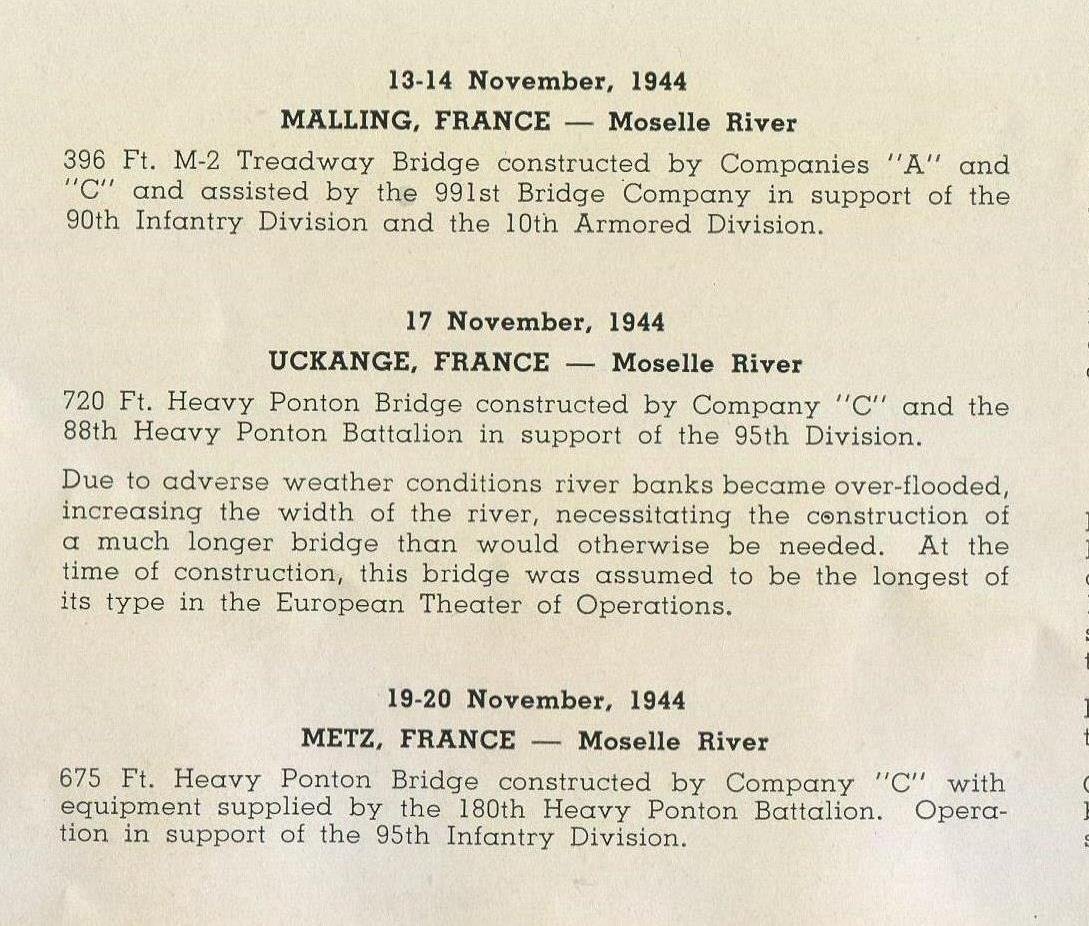 13-14 November, 1944
MALLING, FRANCE — Moselle River
396 Ft. M-2 Treadway Bridge constructed by Companies "A" and
"C" and assisted by the 991st Bridge Company in support of the
90th Infantry Division and the 10th Armored Division.
17 November, 1944
UCKANGE, FRANCE — Moselle River
720 Ft. Heavy Ponton Bridge constructed by Company "C" and the
88th Heavy Ponton Battalion in support of the 95th Division.
Due to adverse weather conditions river banks became over-flooded,
increasing the width of the river, necessitating the construction of
a much longer bridge than would otherwise be needed. At the
time of construction, this bridge was assumed to be the longest of
its type in the European Theater of Operations.
19-20 November, 1944
METZ, FRANCE — Moselle River
675 Ft. Heavy Ponton Bridge constructed by Company "C" with
equipment supplied by the 180th Heavy Ponton Battalion. Opera-
tion in support of the 95th Infantry Division.